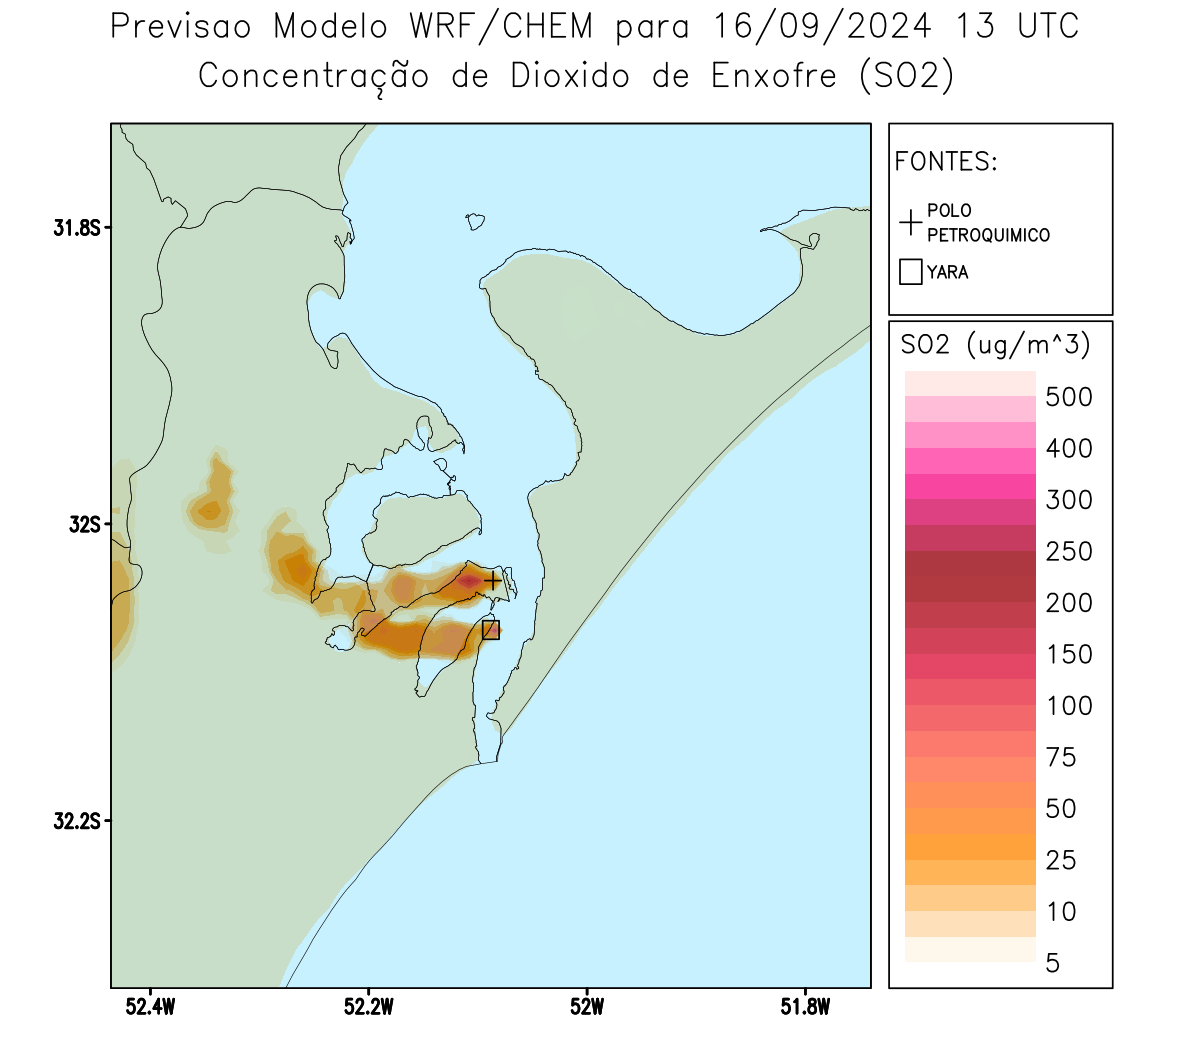 Previsao Modelo WRF/CHEM para 16/09/2024 13 UTC
Concentração de Dioxido de Enxofre (SO2)
FONTES:
POLO
PETROQUIMICO
YARA
SO2 (ug/m^3)
500
400
300
250
200
150
100
75
50
25
10
5
31.8S
32S
32.2S
52.4W
52.2W
52W
51.8W